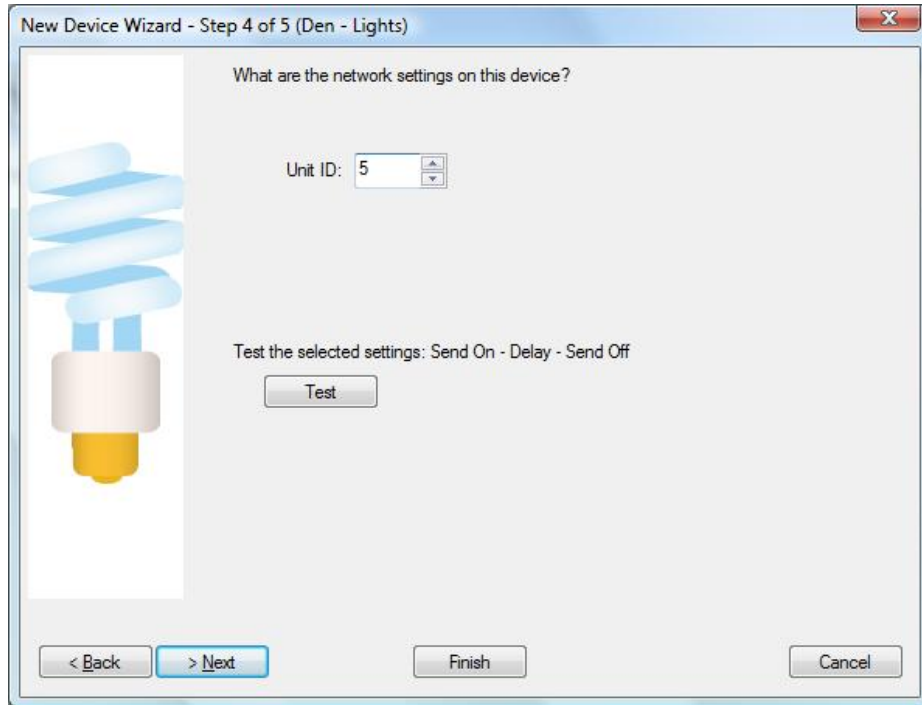 New Device Wizard - Step 4 of 5 (Den - Lights)
What are the network settings on this device?
Unit ID: 5
Test the selected settings: Send On - Delay - Send Off
Test
< Back > Next Finish Cancel